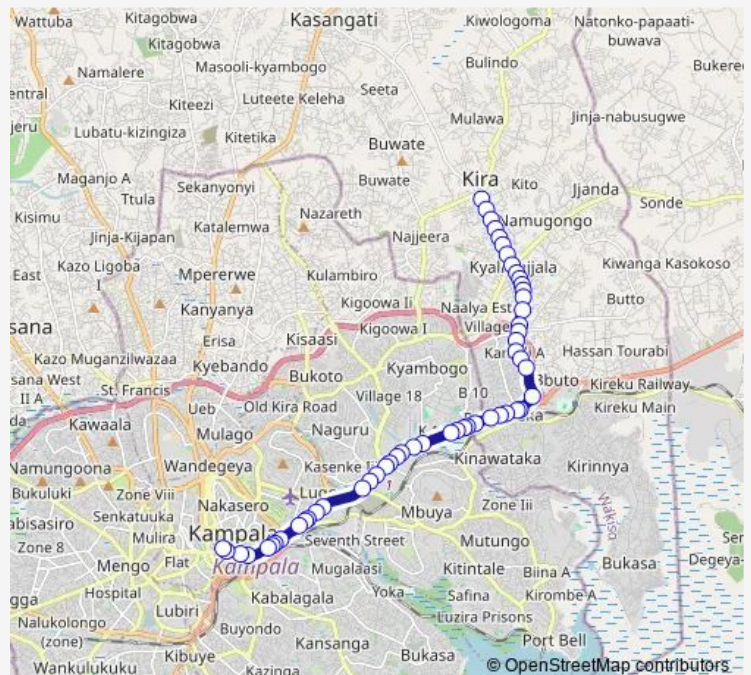 Wattuba
Kitagobwa
Kitagobwa
Kasangati
Kiwologoma
Natonko-papaati-
buwava
Namalere
Masooli-kyambogo
Bulindo
Bukere
entral
Kiteezi
Luteete Keleha
Seeta
jeru
Lubatu-kizingiza
Kitetika
Mulawa
Jinja-nabusugwe
Buwate
Maganjo A
Sekanyonyi
Buwate
Kira
Kito
Jjanda
Sonde
Ttula
Kisimu
Katalemwa
Nazareth
Namugongo
Jinja-Kijapan
Najjeera
East
Kazo Ligoba
I
Mpererwe
Kulambiro
Kyali
jjala
Kiwanga Kasokoso
Kanyanya
Kigoowa Ii
Naalya Est
Butto
sana
Erisa
Kisaasi
Kigoowa I
Village
Kazo Muganzilwazaa
Kyebando
Kyambogo
Hassan Tourabi
sana West
II A
St. Francis
Bukoto
Village 18
B 10
Bbuto
Kireku Railway
Ueb
Old Kira Road
Kireku Main
Kawaala
Mulago
Naguru
Namungoona
Wandegeya
Kasenke I
Kinawataka
Kirinnya
Bukuluki
Zone Viii
Nakasero
Zone Iii
Wakiso
abisasiro
Senkatuuka
Mbuya
Zone 8
Mulira
Kampala
Seventh Street
Mutungo
Mengo
Flat
Kampala
Mugalaasi
Kitintale
Biina A
Bukasa
Degeya-
Hospital
Kabalagala
Yoka
Safina
Kirombe A
gga
Lubiri
Luzira Prisons
Nalukolongo
(zone)
Buyondo
Kansanga
Port Bell
Kibuye
Bukasa
Wankulukuku
Kazinga
© OpenStreetMap contributors